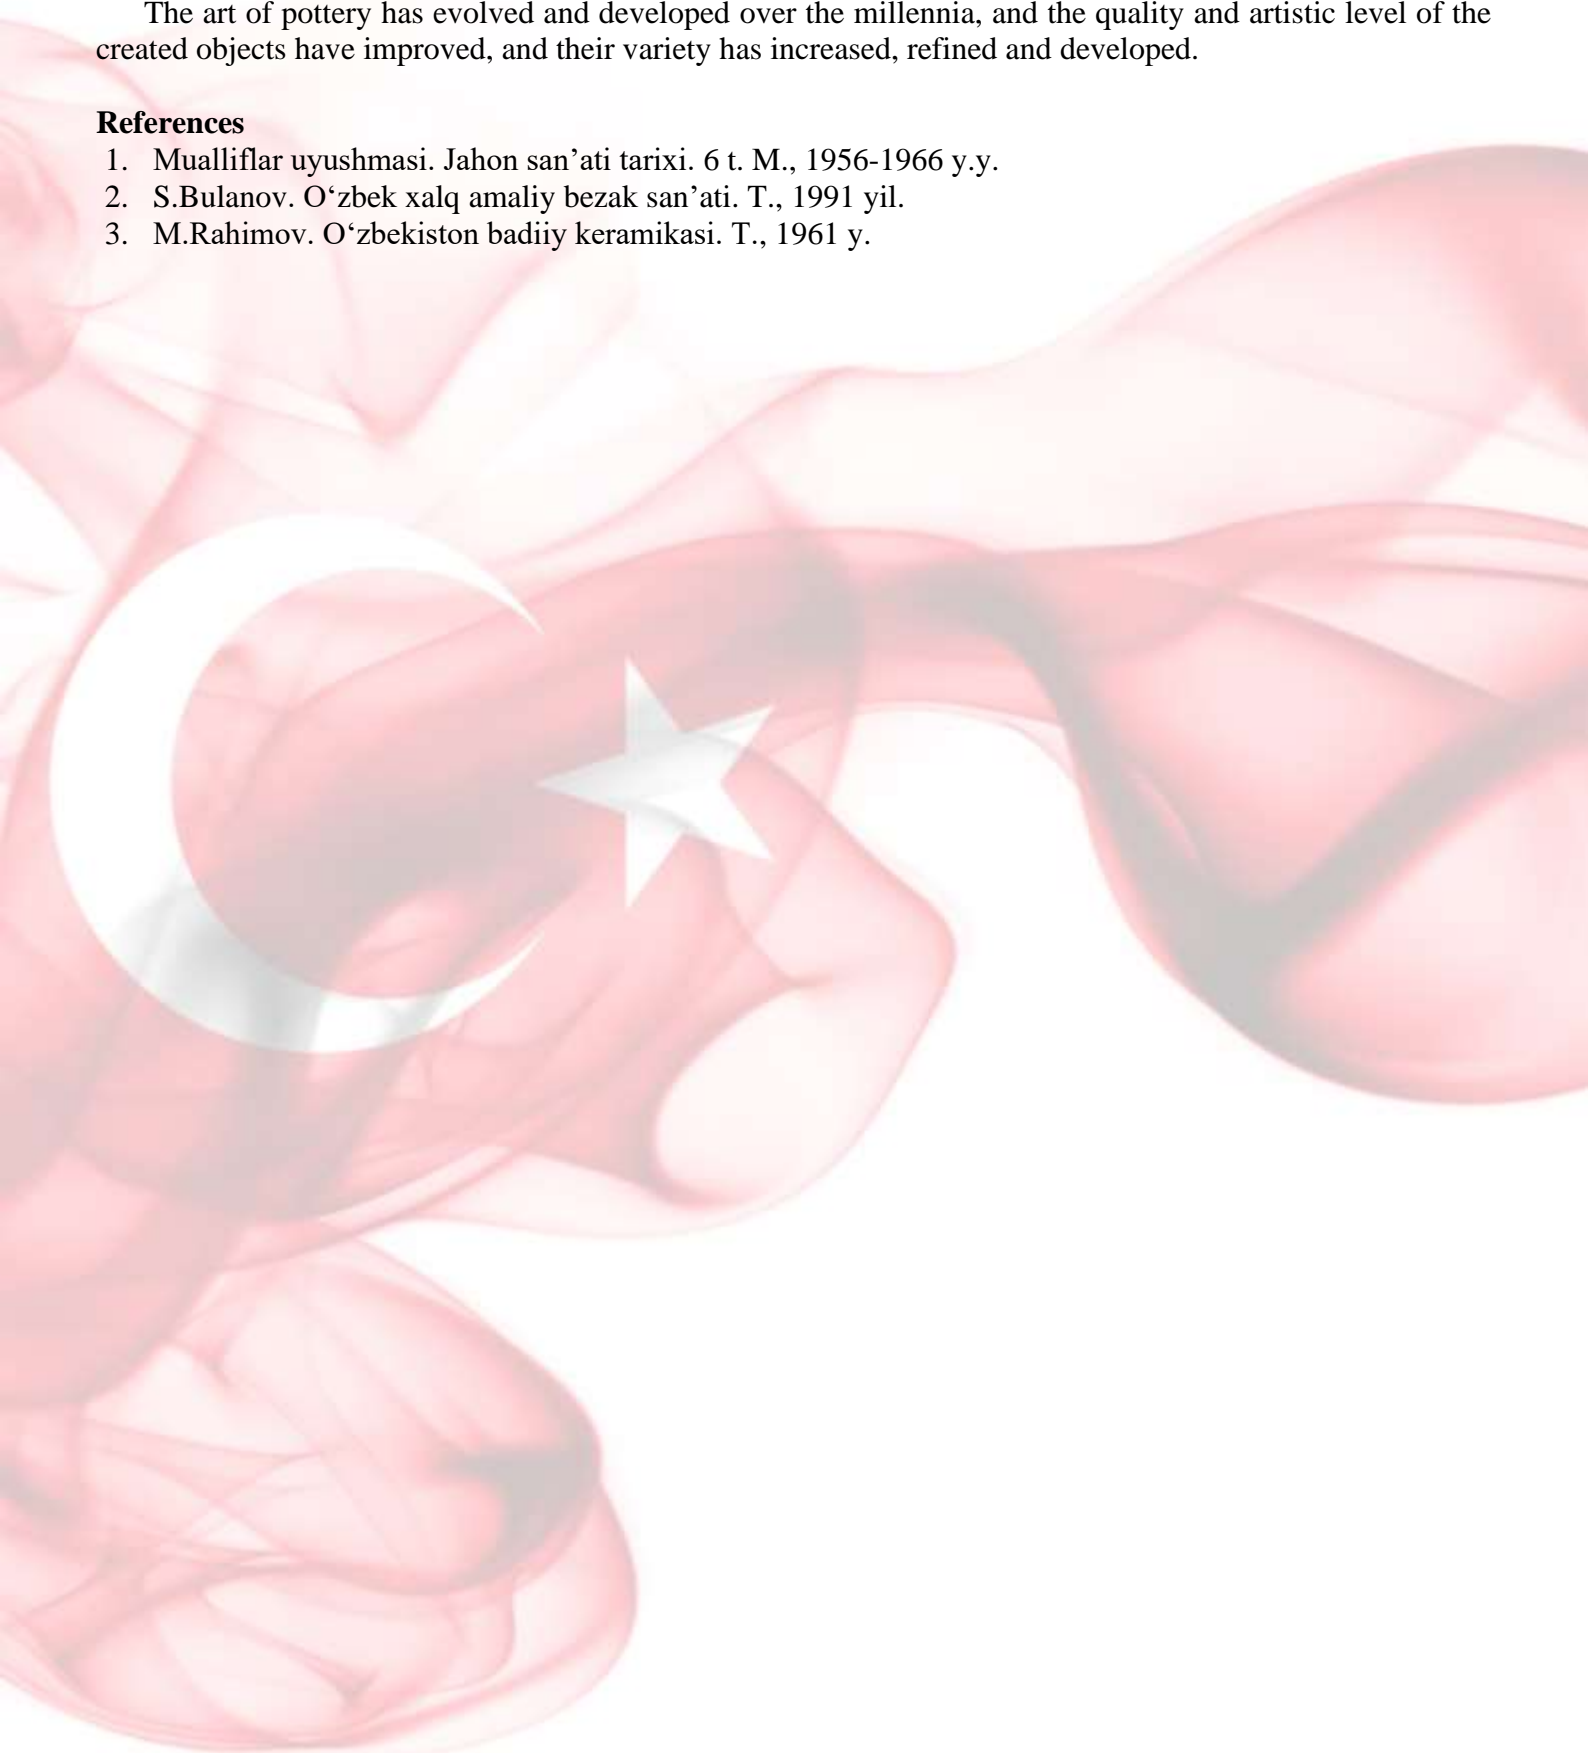 The art of pottery has evolved and developed over the millennia, and the quality and artistic level of the
created objects have improved, and their variety has increased, refined and developed.
References
1. Mualliflar uyushmasi. Jahon san’ati tarixi. 6 t. M., 1956-1966 y.y.
2. S.Bulanov. O‘zbek xalq amaliy bezak san’ati. T., 1991 yil.
3. M.Rahimov. O‘zbekiston badiiy keramikasi. T., 1961 y.